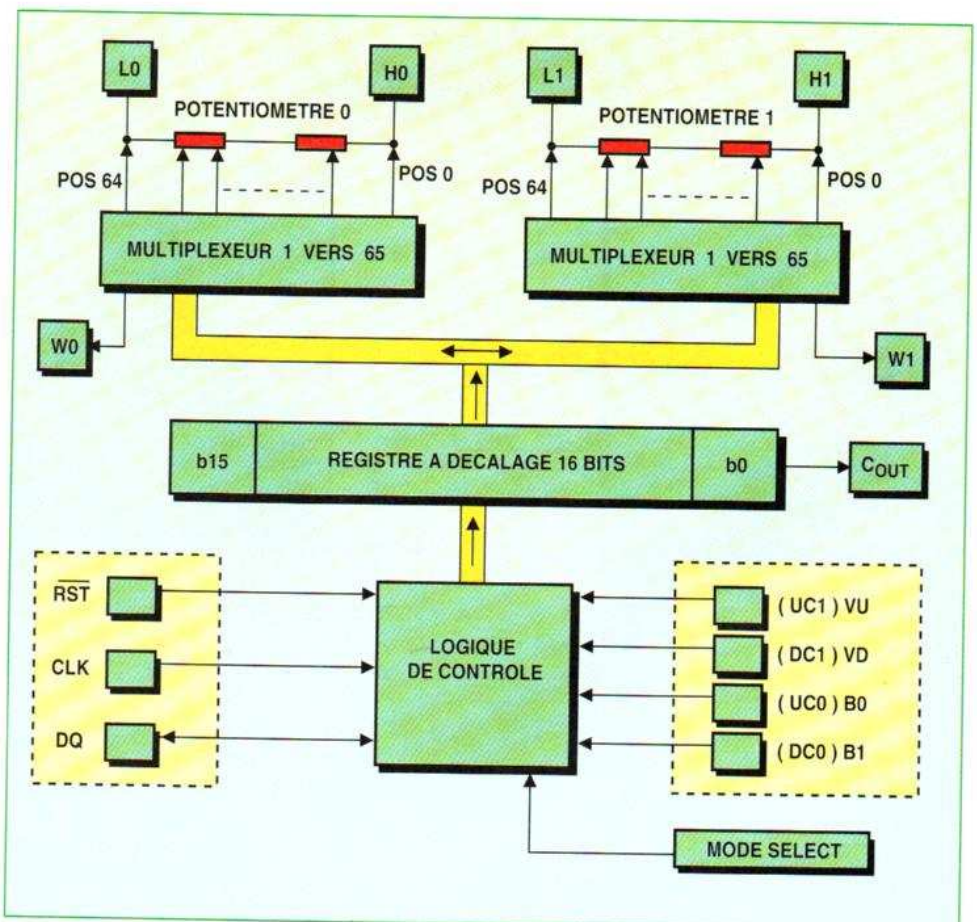 L0
H0
L1
H1
POTENTIOMETRE 0
POTENTIOMETRE 1
POS 64
POS 0
POS 64
POS 0
MULTIPLEXEUR 1 VERS 65
MULTIPLEXEUR 1 VERS 65
W0
W1
b15
REGISTRE A DECALAGE 16 BITS
b0
COUT
RST
CLK
DQ
LOGIQUE
DE CONTROLE
( UC1 ) VU
( DC1 ) VD
( UC0 ) B0
( DC0 ) B1
MODE SELECT